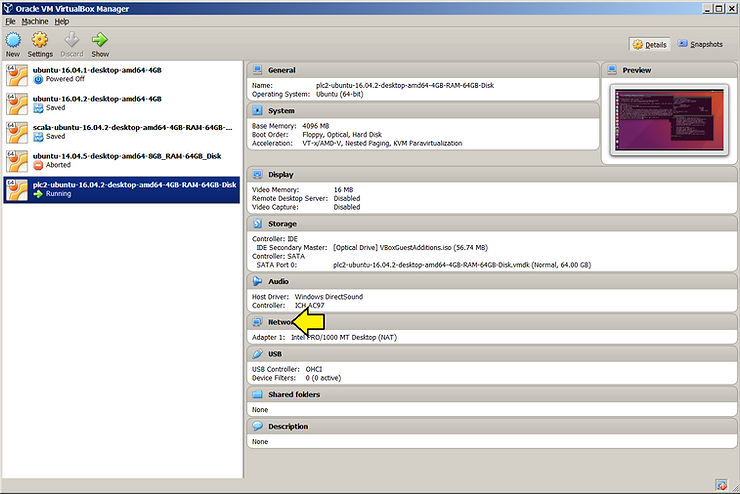 Oracle VM VirtualBox Manager
File Machine Help
New Settings Discard Show
Details Snapshots
64 ubuntu-16.04.1-desktop-amd64-4GB
Powered Off
64 ubuntu-16.04.2-desktop-amd64-4GB
Saved
64 scala-ubuntu-16.04.2-desktop-amd64-4GB-RAM-64GB-...
Saved
64 ubuntu-14.04.5-desktop-amd64-8GB_RAM-64GB_Disk
Aborted
64 plc2-ubuntu-16.04.2-desktop-amd64-4GB-RAM-64GB-Disk
Running
General
Name: plc2-ubuntu-16.04.2-desktop-amd64-4GB-RAM-64GB-Disk
Operating System: Ubuntu (64-bit)
System
Base Memory: 4096 MB
Boot Order: Floppy, Optical, Hard Disk
Acceleration: VT-x/AMD-V, Nested Paging, KVM Paravirtualization
Preview
Display
Video Memory: 16 MB
Remote Desktop Server: Disabled
Video Capture: Disabled
Storage
Controller: IDE
IDE Secondary Master: [Optical Drive] VBoxGuestAdditions.iso (56.74 MB)
Controller: SATA
SATA Port 0: plc2-ubuntu-16.04.2-desktop-amd64-4GB-RAM-64GB-Disk.vmdk (Normal, 64.00 GB)
Audio
Host Driver: Windows DirectSound
Controller: ICH AC97
Network
Adapter 1: Intel PRO/1000 MT Desktop (NAT)
USB
USB Controller: OHCI
Device Filters: 0 (0 active)
Shared folders
None
Description
None